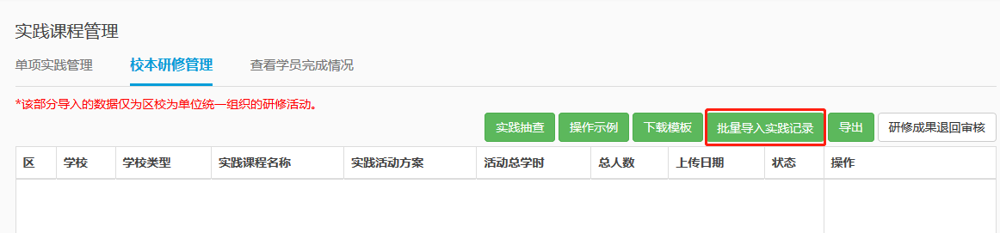 实践课程管理
单项实践管理 校本研修管理 查看学员完成情况
*该部分导入的数据仅为区校为单位统一组织的研修活动。
实践抽查 操作示例 下载模板 批量导入实践记录 导出 研修成果退回审核
区 学校 学校类型 实践课程名称 实践活动方案 活动总学时 总人数 上传日期 状态 操作